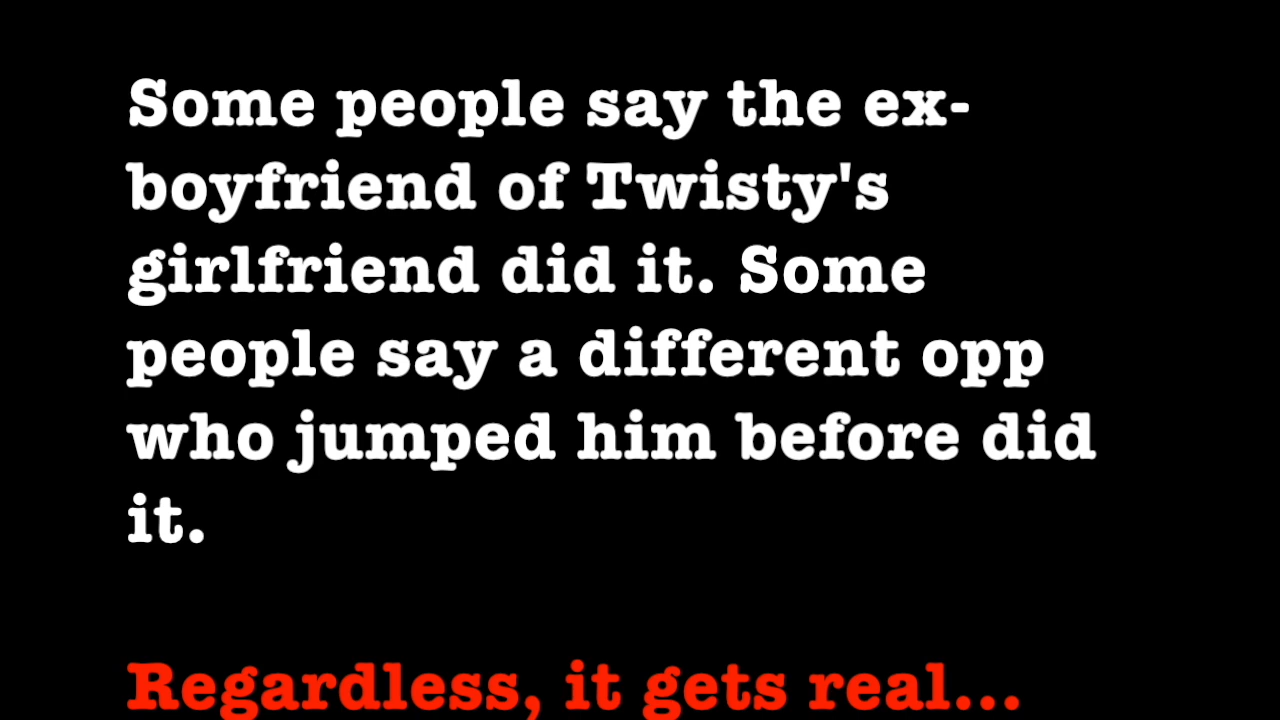 Some people say the ex-
boyfriend of Twisty's
girlfriend did it. Some
people say a different opp
who jumped him before did
it.
Regardless, it gets real...